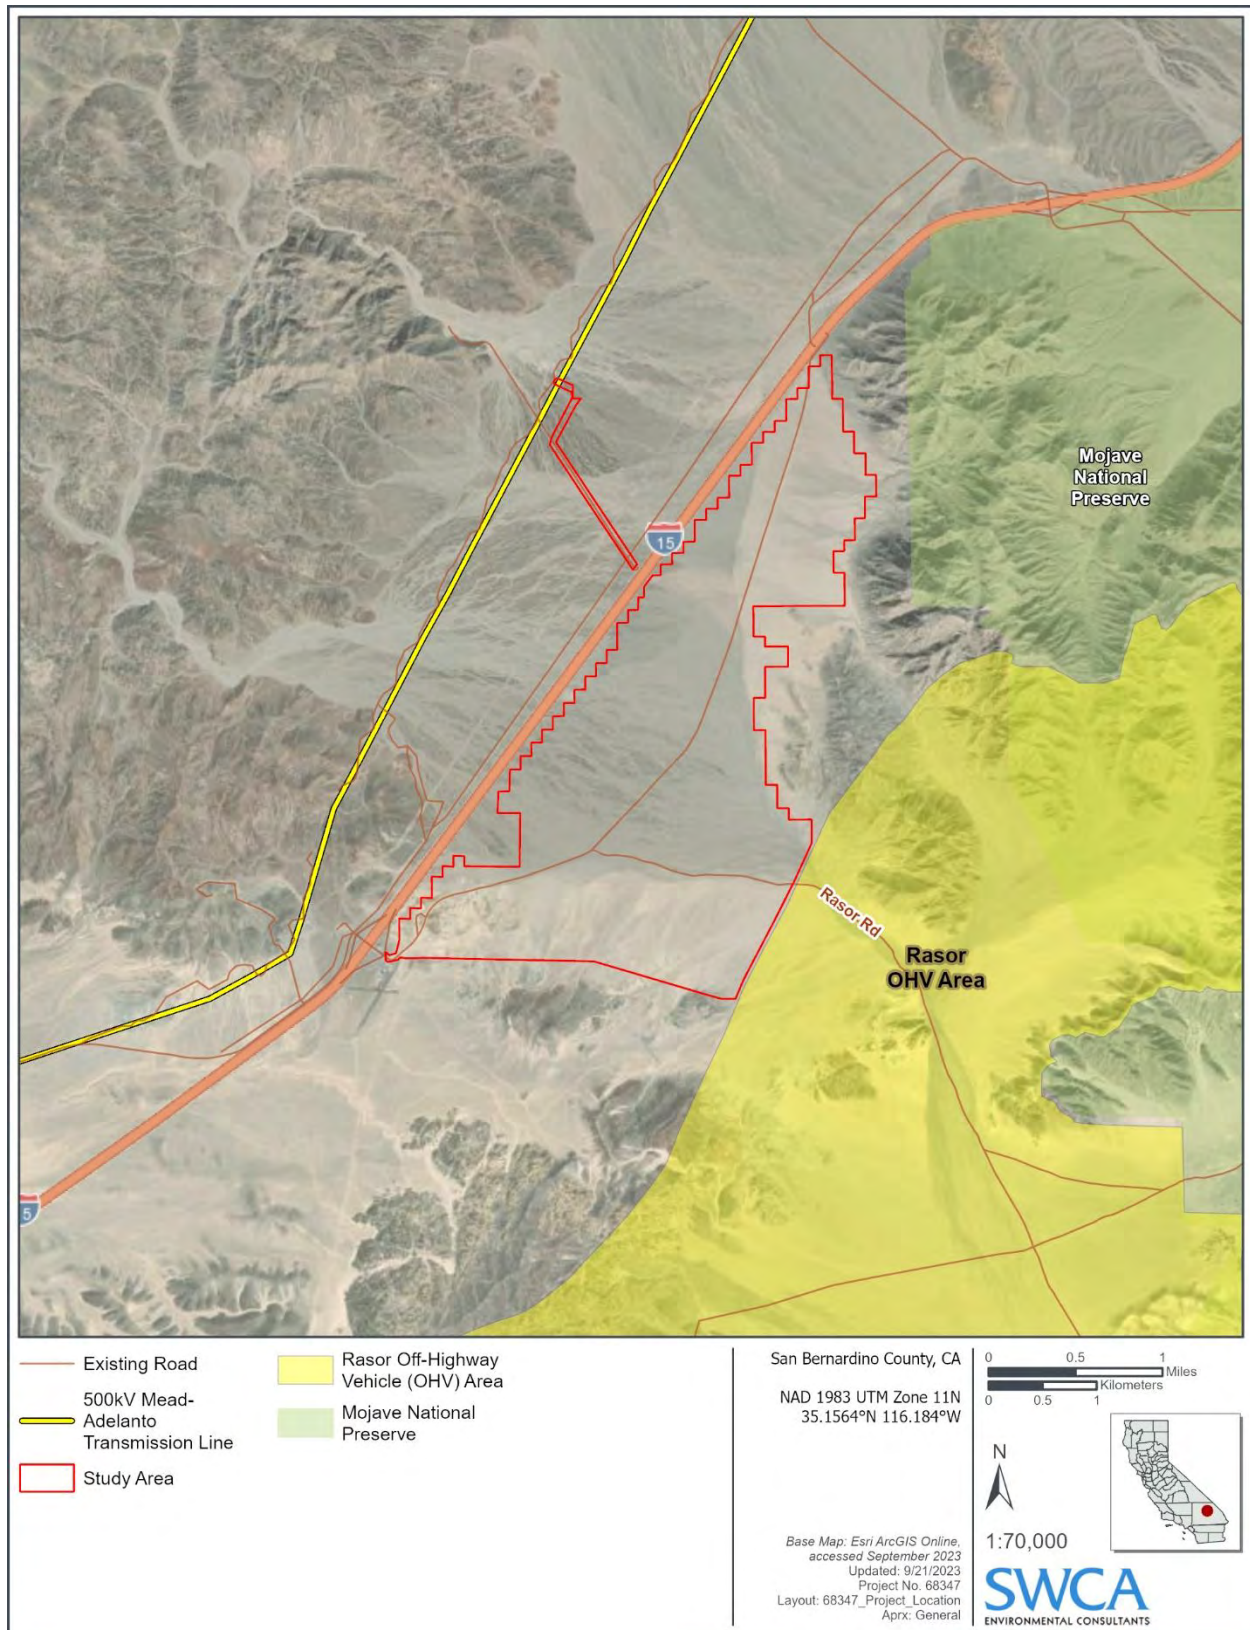 Mojave
National
Preserve
15
Rasor Rd
Rasor
OHV Area
5
Existing Road
500kV Mead-
Adelanto
Transmission Line
Study Area
Rasor Off-Highway
Vehicle (OHV) Area
Mojave National
Preserve
San Bernardino County, CA
NAD 1983 UTM Zone 11N
35.1564°N 116.184°W
Base Map: Esri ArcGIS Online,
accessed September 2023
Updated: 9/21/2023
Project No. 68347
Layout: 68347_Project_Location
Aprx: General
0 0.5 1
Miles
Kilometers
0 0.5 1
N
1:70,000
SWCA
ENVIRONMENTAL CONSULTANTS